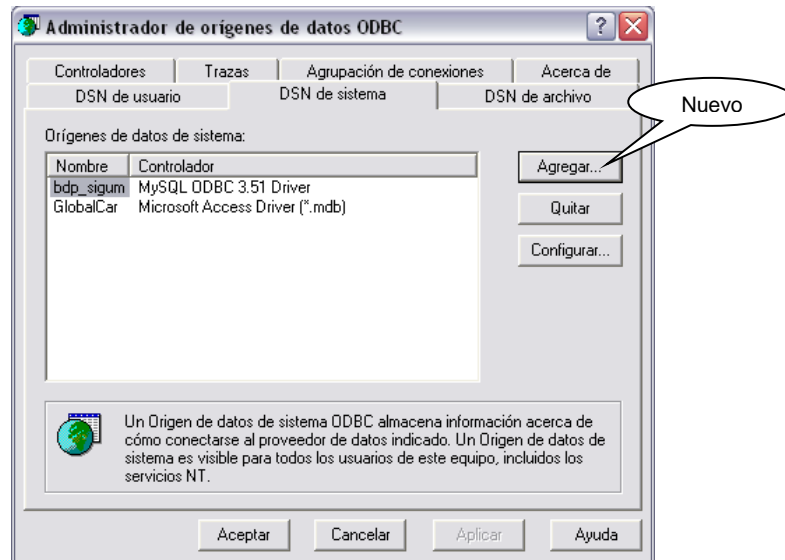 Administrador de orígenes de datos ODBC
Controladores Trazas Agrupación de conexiones Acerca de
DSN de usuario DSN de sistema DSN de archivo
Nuevo
Orígenes de datos de sistema:
Nombre Controlador
bdp_sigum MySQL ODBC 3.51 Driver
GlobalCar Microsoft Access Driver (*.mdb)
Agregar...
Quitar
Configurar...
Un Origen de datos de sistema ODBC almacena información acerca de
cómo conectarse al proveedor de datos indicado. Un Origen de datos de
sistema es visible para todos los usuarios de este equipo, incluidos los
servicios NT.
Aceptar Cancelar Aplicar Ayuda